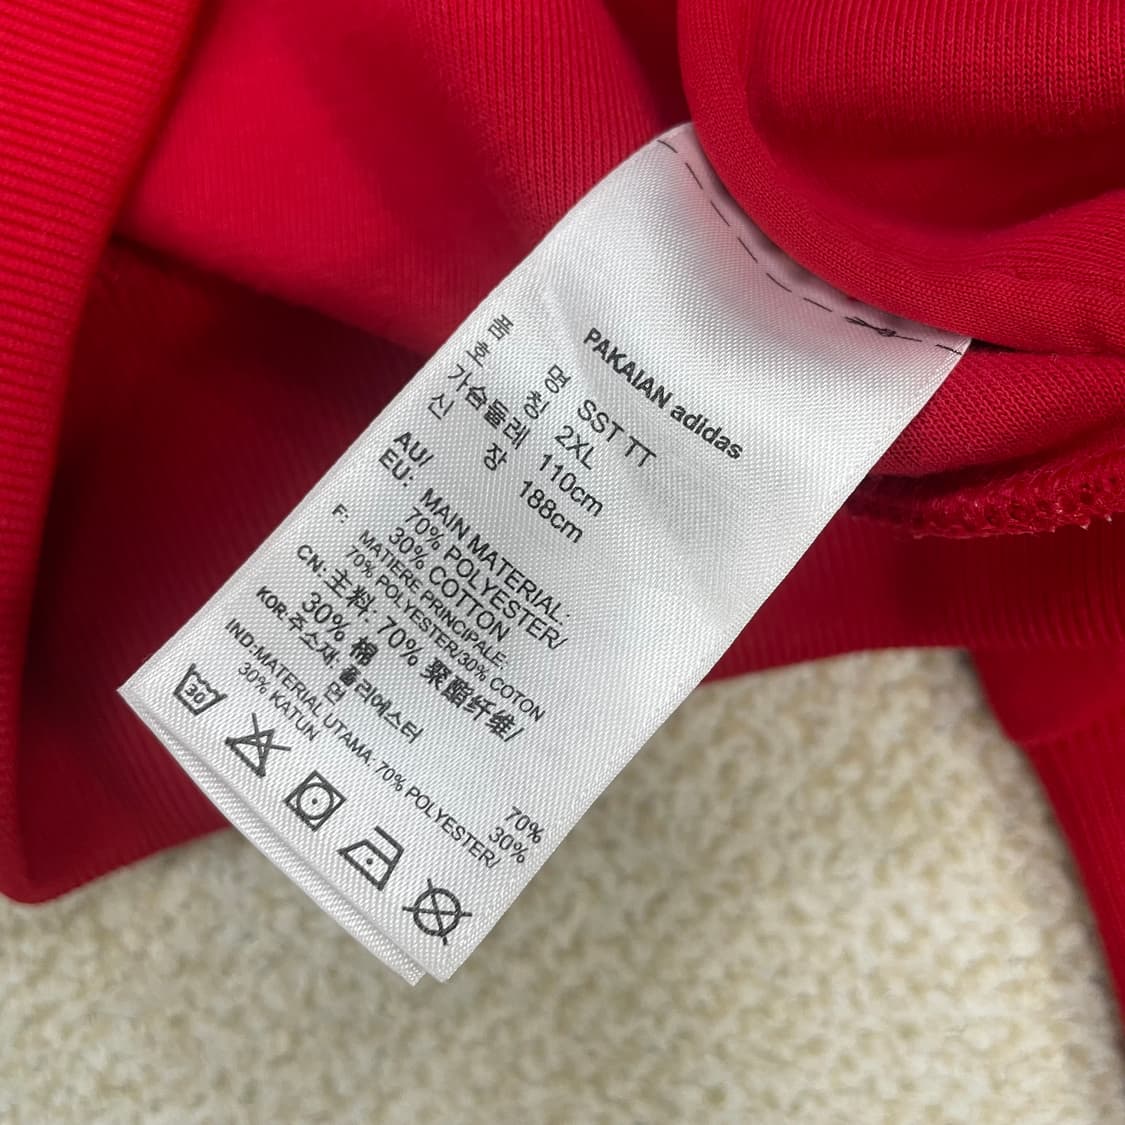 PAKAIAN adidas
품 명 SST TT
호 칭 2XL
가슴둘레 110cm
신 장 188cm
AU/ EU: MAIN MATERIAL:
70% POLYESTER/
30% COTTON
F: MATIERE PRINCIPALE:
70% POLYESTER/30% COTON
CN: 主料: 70% 聚酯纤维/
30% 棉
KOR: 주소재: 폴리에스터 70%
면 30%
IND: MATERIAL UTAMA: 70% POLYESTER/
30% KATUN
30